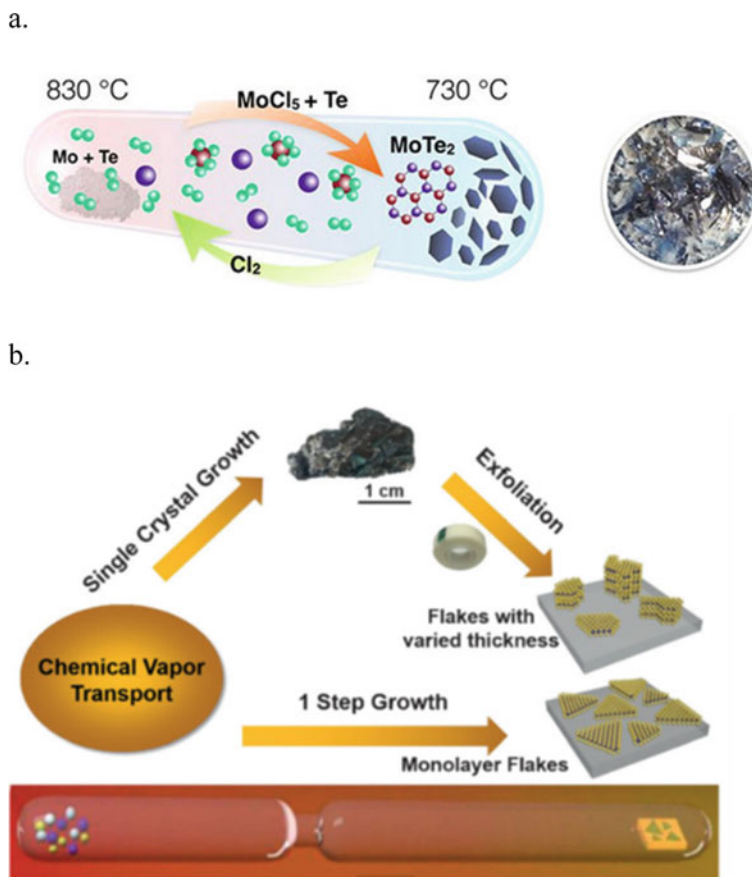 a.
830 °C
MoCl₅ + Te
730 °C
Mo + Te
MoTe₂
Cl₂
b.
Single Crystal Growth
1 cm
Exfoliation
Flakes with
varied thickness
Chemical Vapor
Transport
1 Step Growth
Monolayer Flakes